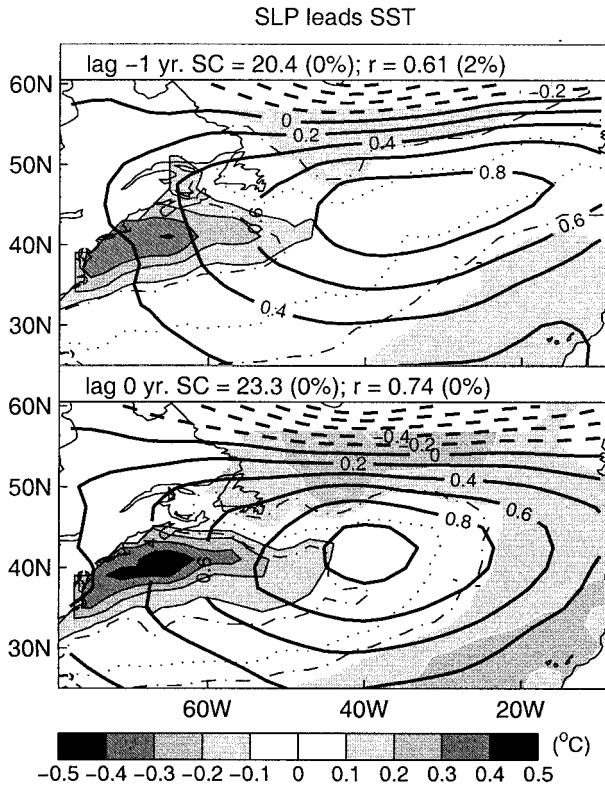 SLP leads SST
lag −1 yr. SC = 20.4 (0%); r = 0.61 (2%)
60N
50N
40N
30N
−0.2
0
0.2
0.4
0.8
0.6
0.6
0.4
lag 0 yr. SC = 23.3 (0%); r = 0.74 (0%)
60N
50N
40N
30N
−0.4
−0.2
0
0.2
0.4
0.6
0.8
0.6
60W
40W
20W
(°C)
−0.5 −0.4 −0.3 −0.2 −0.1 0 0.1 0.2 0.3 0.4 0.5